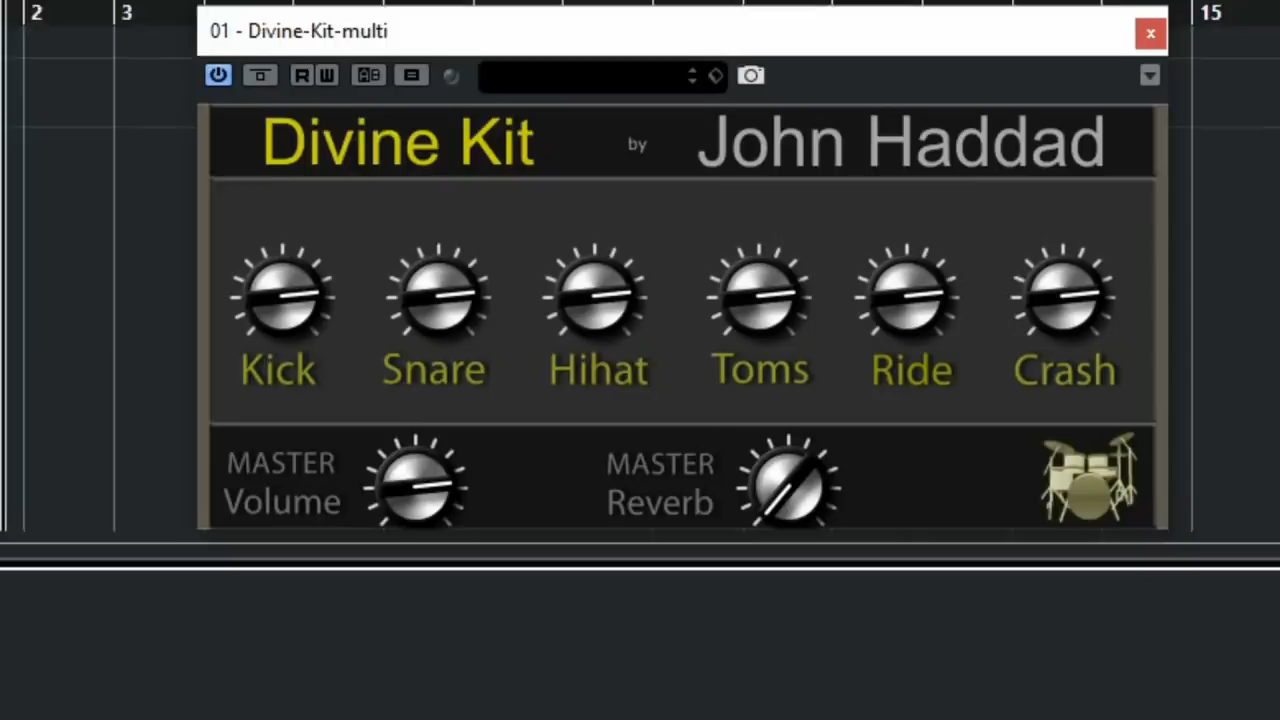 2 3 15
01 - Divine-Kit-multi
R W
Divine Kit by John Haddad
Kick Snare Hihat Toms Ride Crash
MASTER Volume
MASTER Reverb